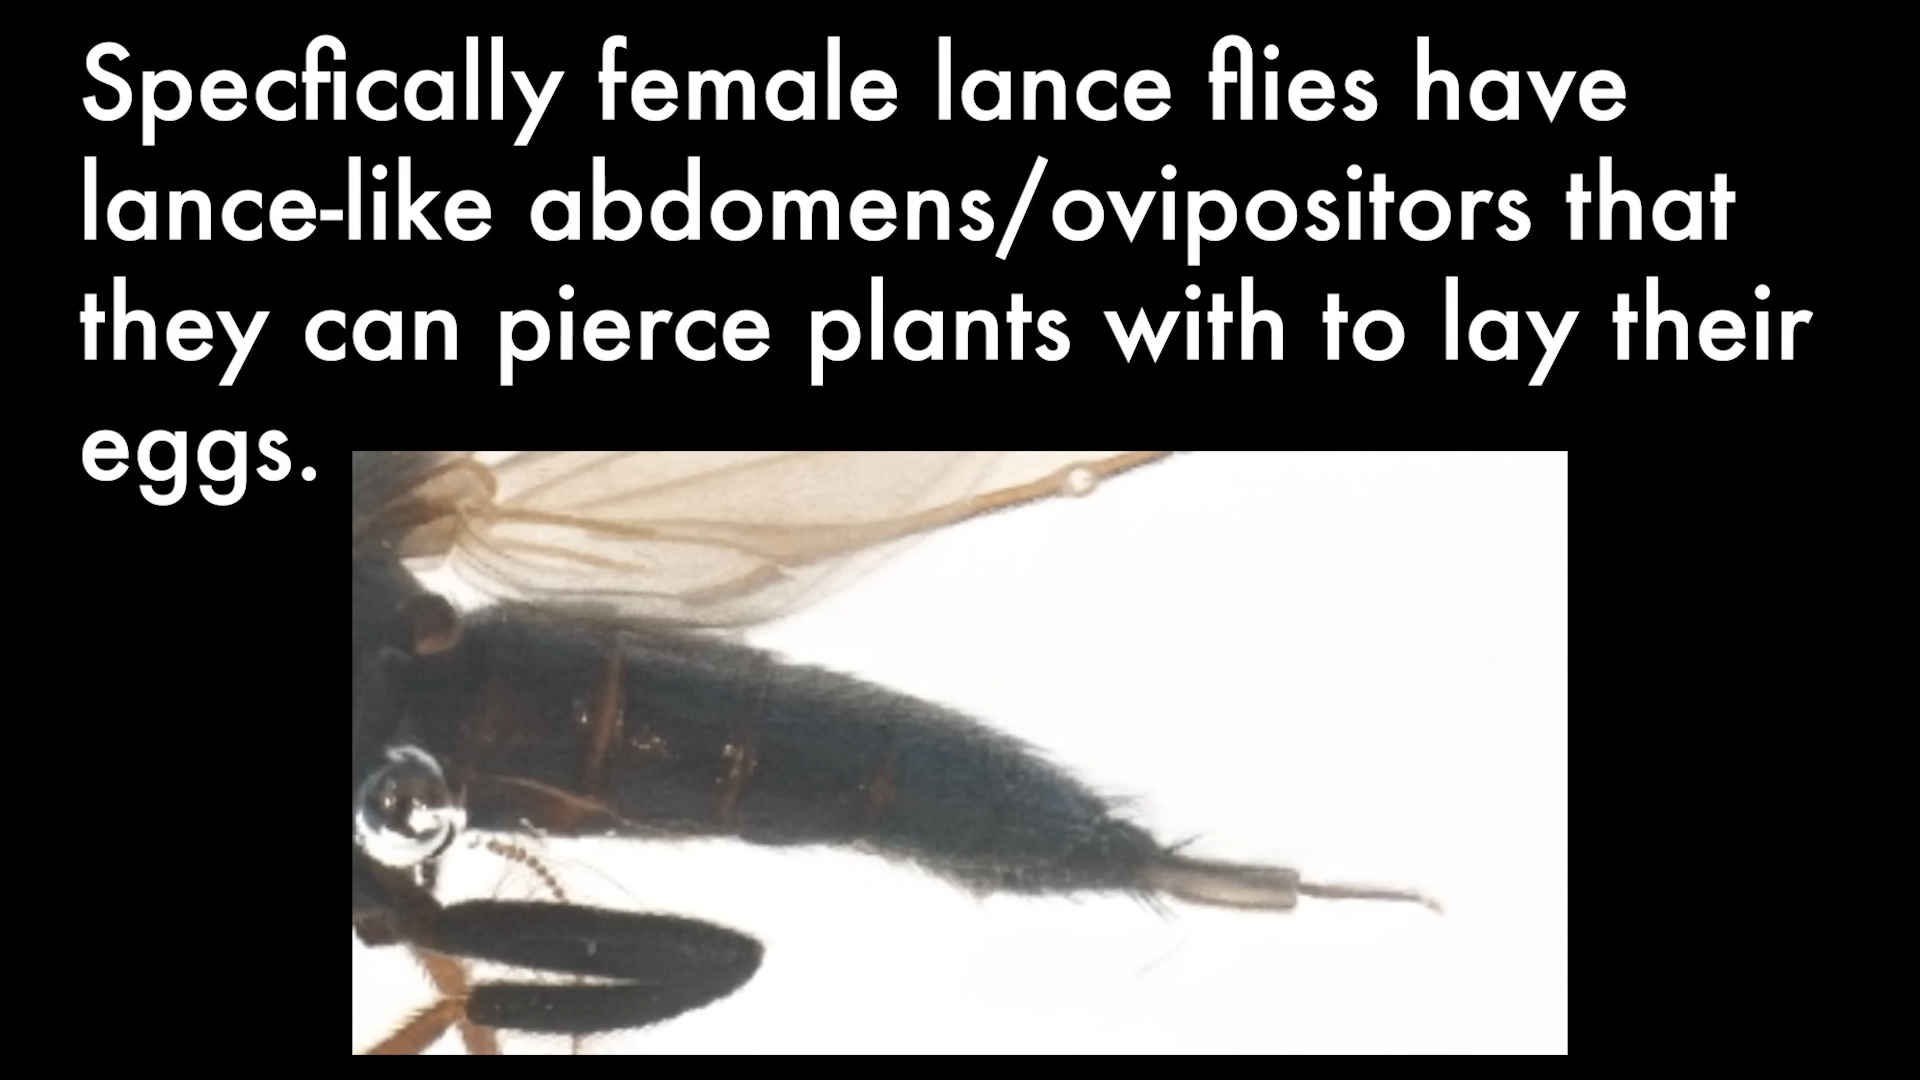 Specfically female lance flies have
lance-like abdomens/ovipositors that
they can pierce plants with to lay their
eggs.